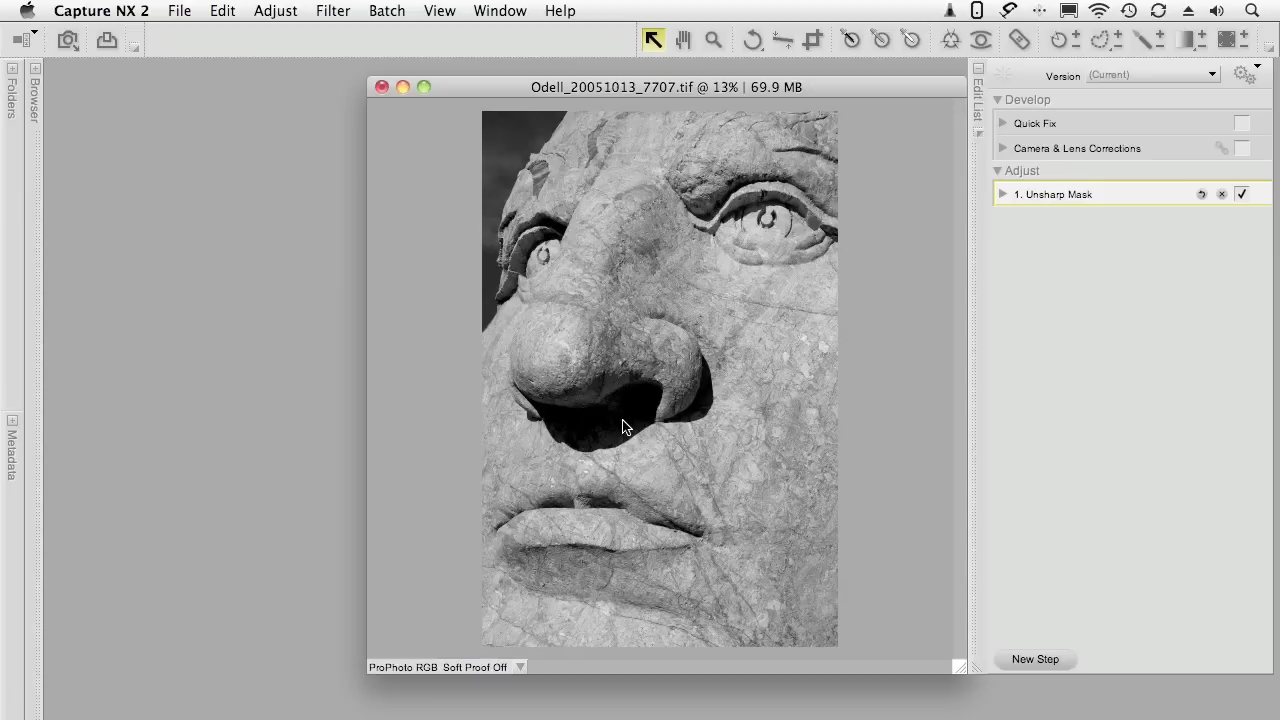 Capture NX 2 File Edit Adjust Filter Batch View Window Help
Folders
Browser
Metadata
Odell_20051013_7707.tif @ 13% | 69.9 MB
ProPhoto RGB Soft Proof Off
Edit List
Version (Current)
Develop
Quick Fix
Camera & Lens Corrections
Adjust
1. Unsharp Mask
New Step